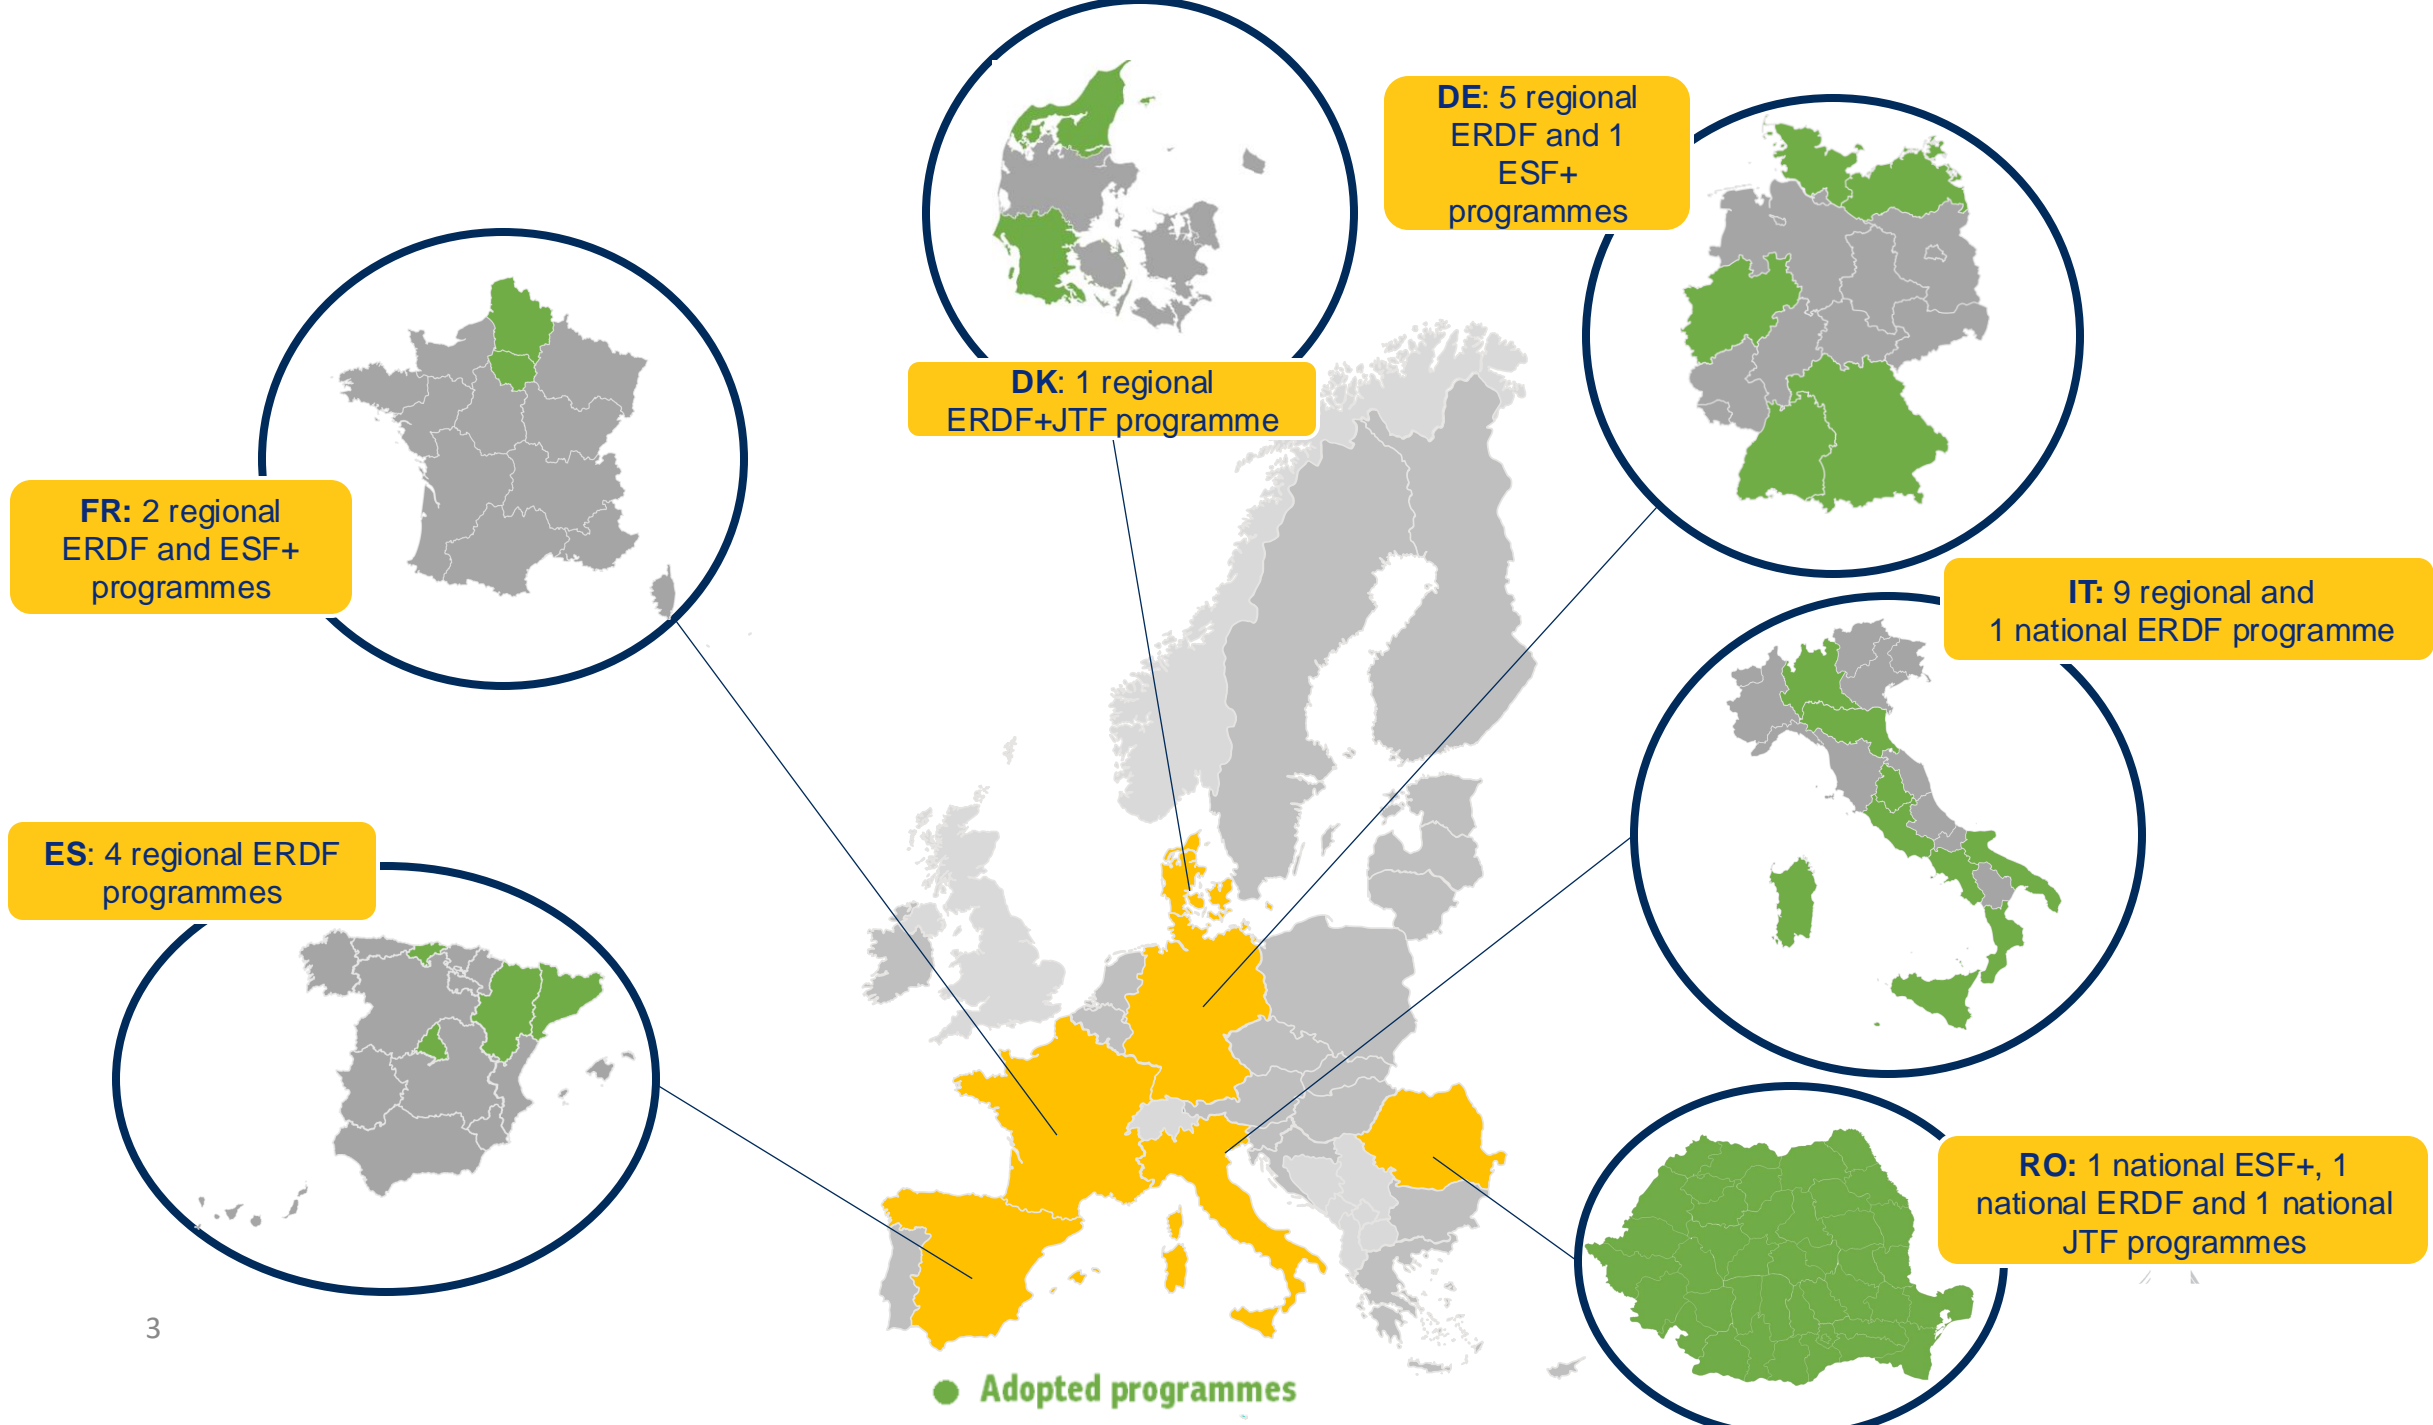 DE: 5 regional
ERDF and 1
ESF+
programmes
DK: 1 regional
ERDF+JTF programme
FR: 2 regional
ERDF and ESF+
programmes
IT: 9 regional and
1 national ERDF programme
ES: 4 regional ERDF
programmes
RO: 1 national ESF+, 1
national ERDF and 1 national
JTF programmes
3
Adopted programmes